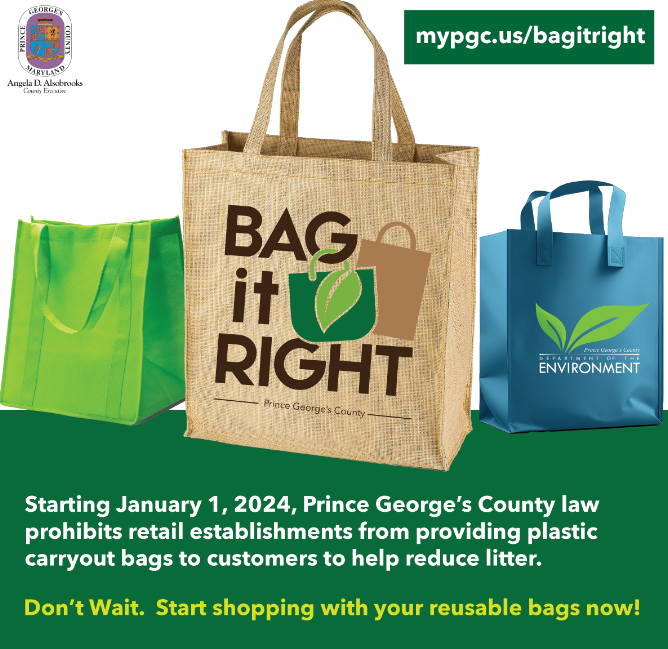 PRINCE GEORGE'S COUNTY
MARYLAND
Angela D. Alsobrooks
County Executive
mypgc.us/bagitright
BAG
it
RIGHT
Prince George's County
Prince George's County
DEPARTMENT OF THE
ENVIRONMENT
Starting January 1, 2024, Prince George's County law
prohibits retail establishments from providing plastic
carryout bags to customers to help reduce litter.
Don't Wait. Start shopping with your reusable bags now!